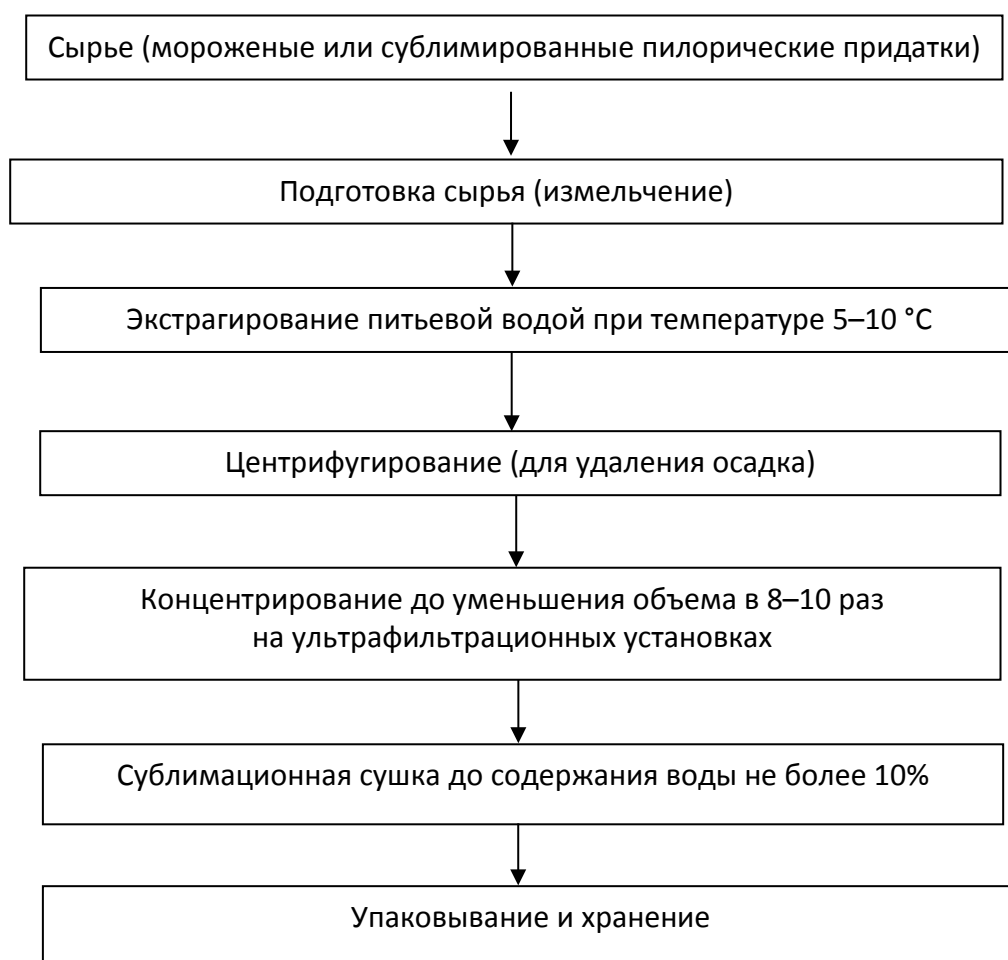 Сырье (мороженые или сублимированные пилорические придатки)
Подготовка сырья (измельчение)
Экстрагирование питьевой водой при температуре 5–10 °С
Центрифугирование (для удаления осадка)
Концентрирование до уменьшения объема в 8–10 раз
на ультрафильтрационных установках
Сублимационная сушка до содержания воды не более 10%
Упаковывание и хранение